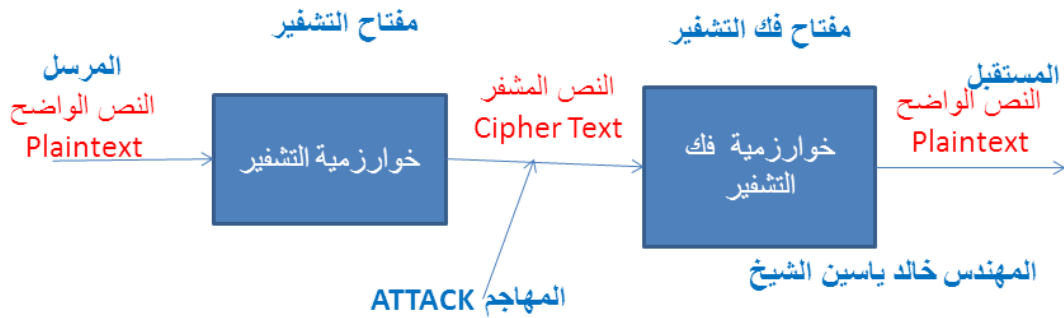 مفتاح التشفير
مفتاح فك التشفير
المرسل
النص الواضح
Plaintext
خوارزمية التشفير
النص المشفر
Cipher Text
خوارزمية فك
التشفير
المستقبل
النص الواضح
Plaintext
المهاجم ATTACK
المهندس خالد ياسين الشيخ